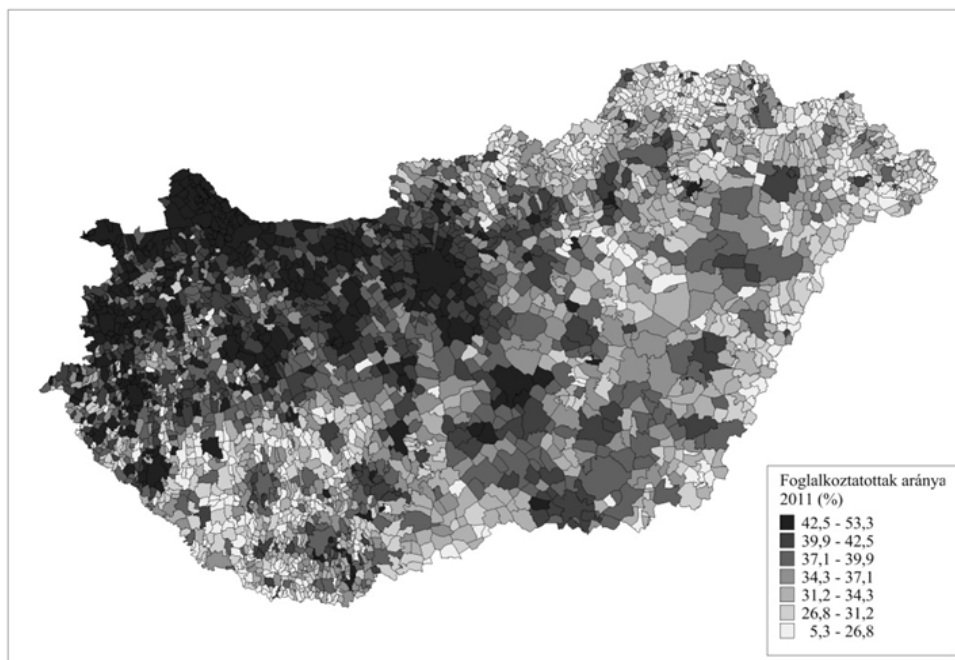 Foglalkoztatottak aránya
2011 (%)
42,5 - 53,3
39,9 - 42,5
37,1 - 39,9
34,3 - 37,1
31,2 - 34,3
26,8 - 31,2
5,3 - 26,8